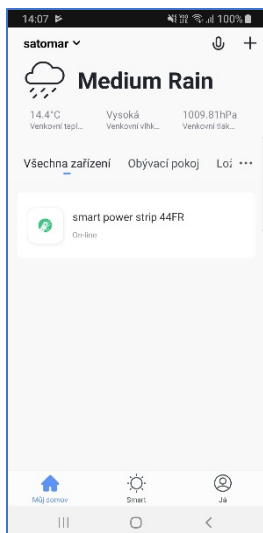 14:07 100%
satomar
Medium Rain
14.4°C Vysoká 1009.81hPa
Venkovní tepl... Venkovní vlhk... Venkovní tlak...
Všechna zařízení Obývací pokoj Lož
smart power strip 44FR
On-line
Můj domov Smart Já